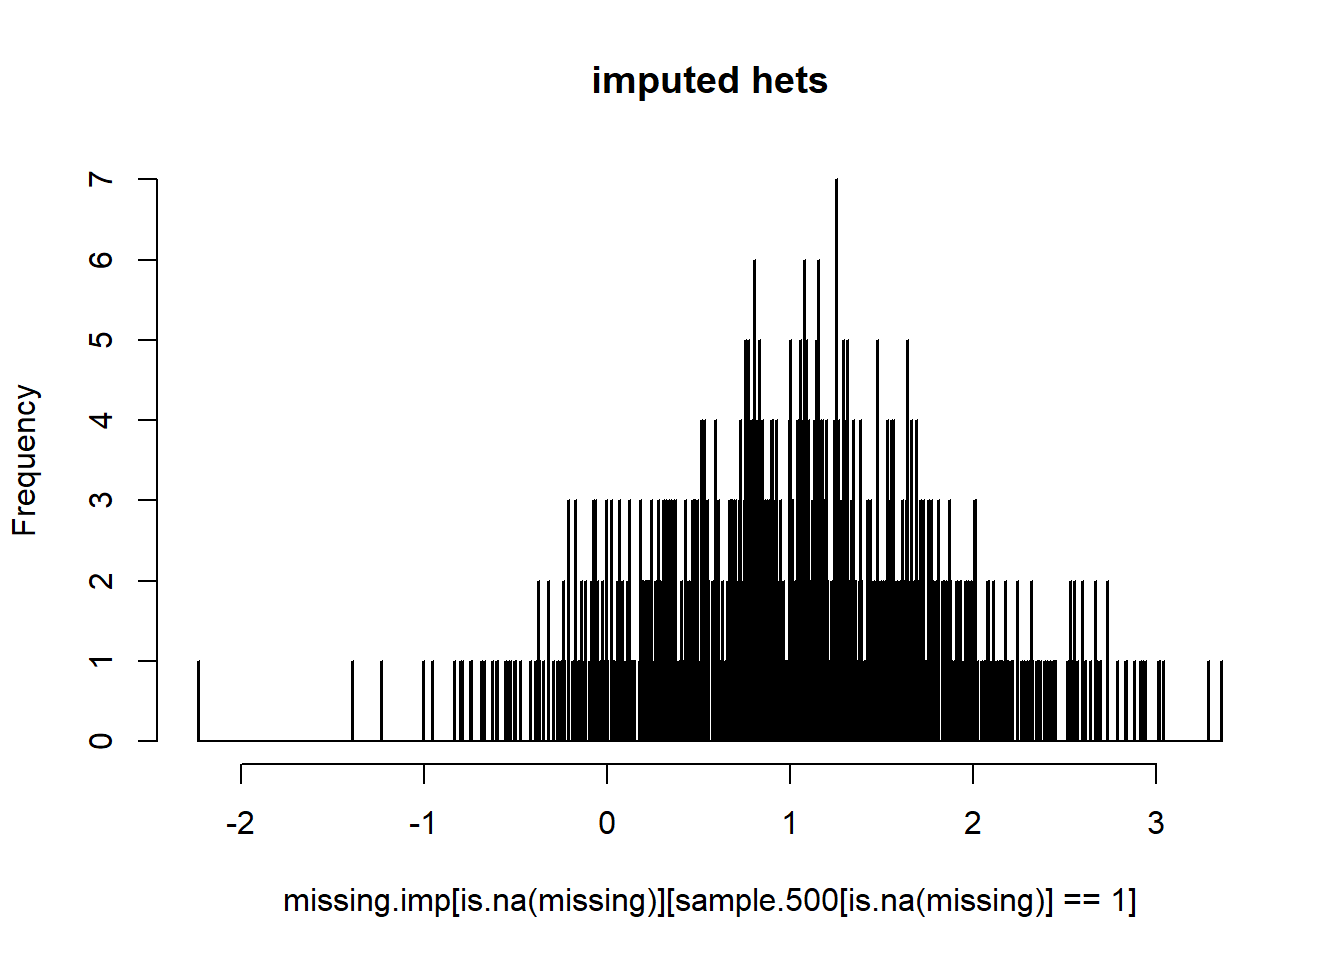 imputed hets
Frequency
7
6
5
4
3
2
1
0
-2 -1 0 1 2 3
missing.imp[is.na(missing)][sample.500[is.na(missing)] == 1]